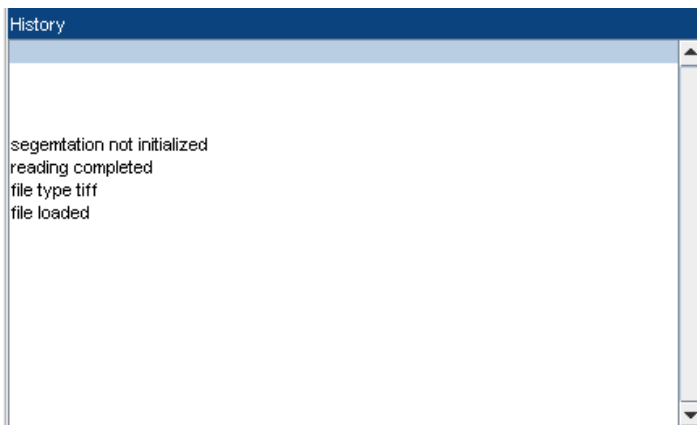 History
segemtation not initialized
reading completed
file type tiff
file loaded